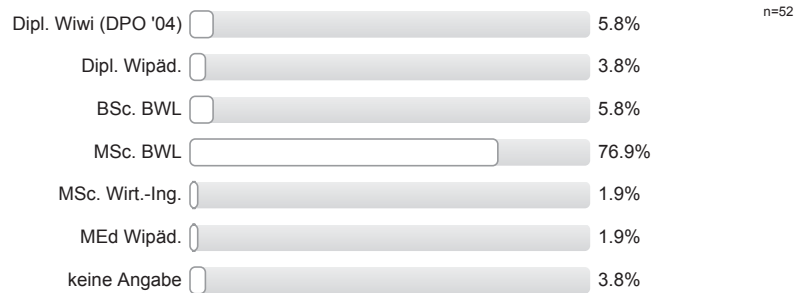 Dipl. Wiwi (DPO '04) 5.8% n=52
Dipl. Wipäd. 3.8%
BSc. BWL 5.8%
MSc. BWL 76.9%
MSc. Wirt.-Ing. 1.9%
MEd Wipäd. 1.9%
keine Angabe 3.8%